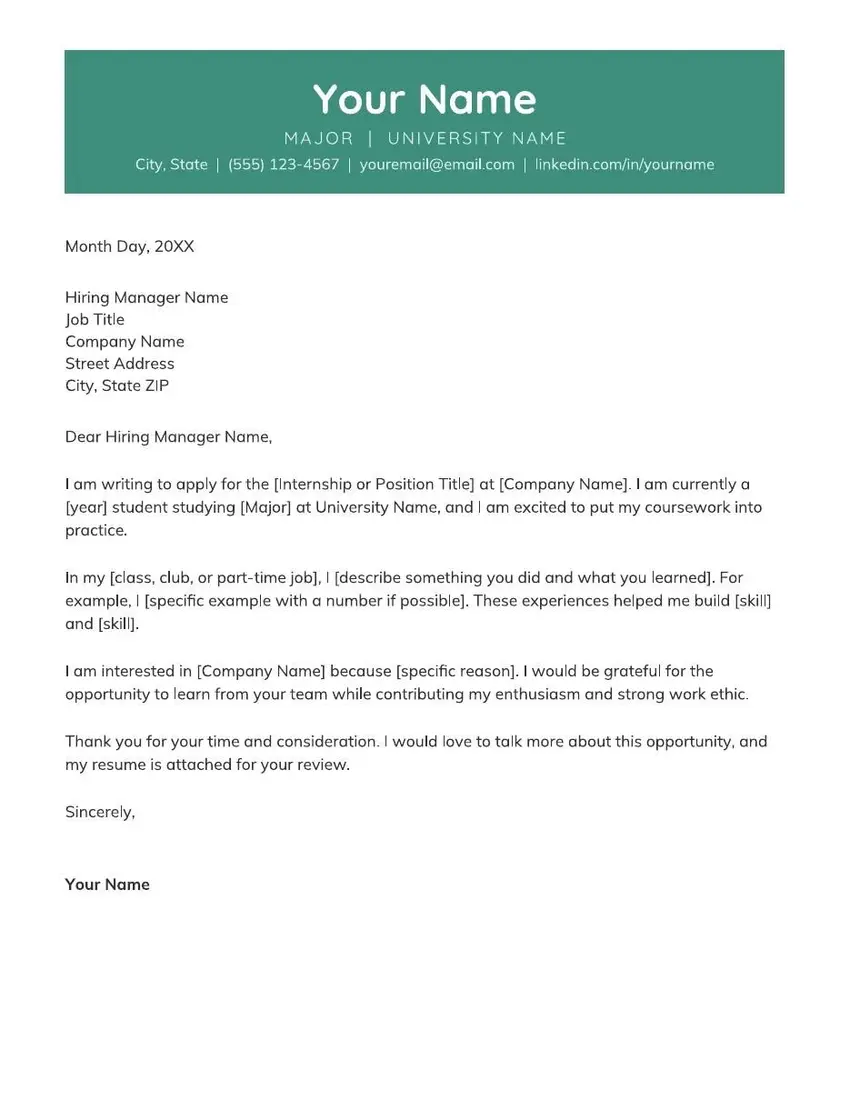 Your Name
MAJOR | UNIVERSITY NAME
City, State | (555) 123-4567 | youremail@email.com | linkedin.com/in/yourname
Month Day, 20XX
Hiring Manager Name
Job Title
Company Name
Street Address
City, State ZIP
Dear Hiring Manager Name,
I am writing to apply for the [Internship or Position Title] at [Company Name]. I am currently a
[year] student studying [Major] at University Name, and I am excited to put my coursework into
practice.
In my [class, club, or part-time job], I [describe something you did and what you learned]. For
example, I [specific example with a number if possible]. These experiences helped me build [skill]
and [skill].
I am interested in [Company Name] because [specific reason]. I would be grateful for the
opportunity to learn from your team while contributing my enthusiasm and strong work ethic.
Thank you for your time and consideration. I would love to talk more about this opportunity, and
my resume is attached for your review.
Sincerely,
Your Name